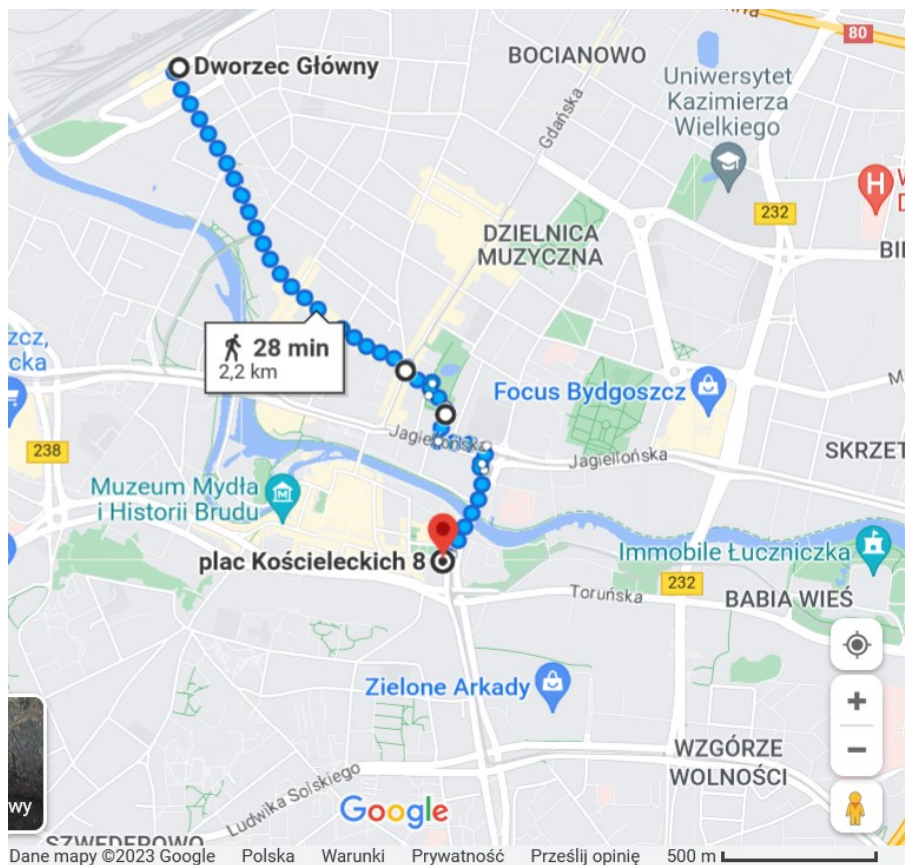 80
BOCIANOWO
Dworzec Główny
Uniwersytet
Kazimierza
Wielkiego
Gdańska
H
232
DZIELNICA
MUZYCZNA
28 min
2,2 km
Focus Bydgoszcz
Jagiellońska
Jagiellońska
238
SKRZET
Muzeum Mydła
i Historii Brudu
plac Kościeleckich 8
Immobile Łuczniczka
232
Toruńska
BABIA WIEŚ
Zielone Arkady
WZGÓRZE
WOLNOŚCI
Ludwika Solskiego
Google
wy
SZWEDEROWO
Dane mapy ©2023 Google Polska Warunki Prywatność Prześlij opinię 500 m